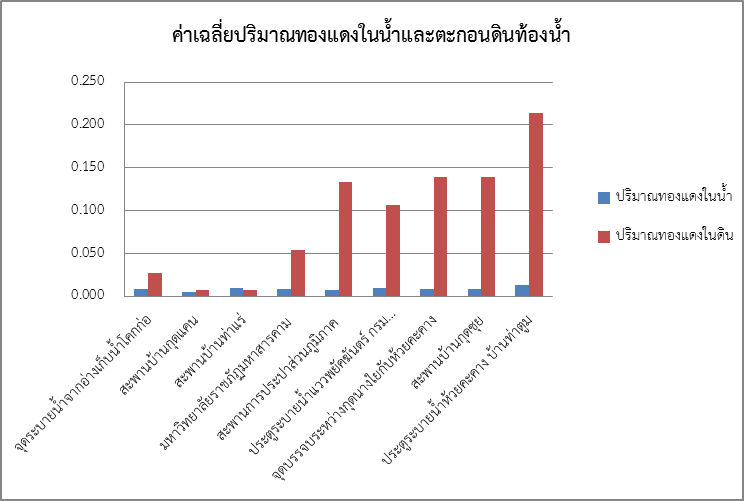 ค่าเฉลี่ยปริมาณทองแดงในน้ำและตะกอนดินท้องน้ำ
0.250
0.200
0.150
0.100
0.050
0.000
ปริมาณทองแดงในน้ำ
ปริมาณทองแดงในดิน
จุดระบายน้ำจากอ่างเก็บน้ำโคกก่อ
สะพานบ้านกุดแคน
สะพานบ้านท่าแร่
มหาวิทยาลัยราชภัฏมหาสารคาม
สะพานการประปาส่วนภูมิภาค
ประตูระบายน้ำแววพยัคฆันตร์ กรม...
จุดบรรจบระหว่างกุดนางใยกับห้วยคะคาง
สะพานบ้านกุดซุย
ประตูระบายน้ำห้วยคะคาง บ้านท่าตูม